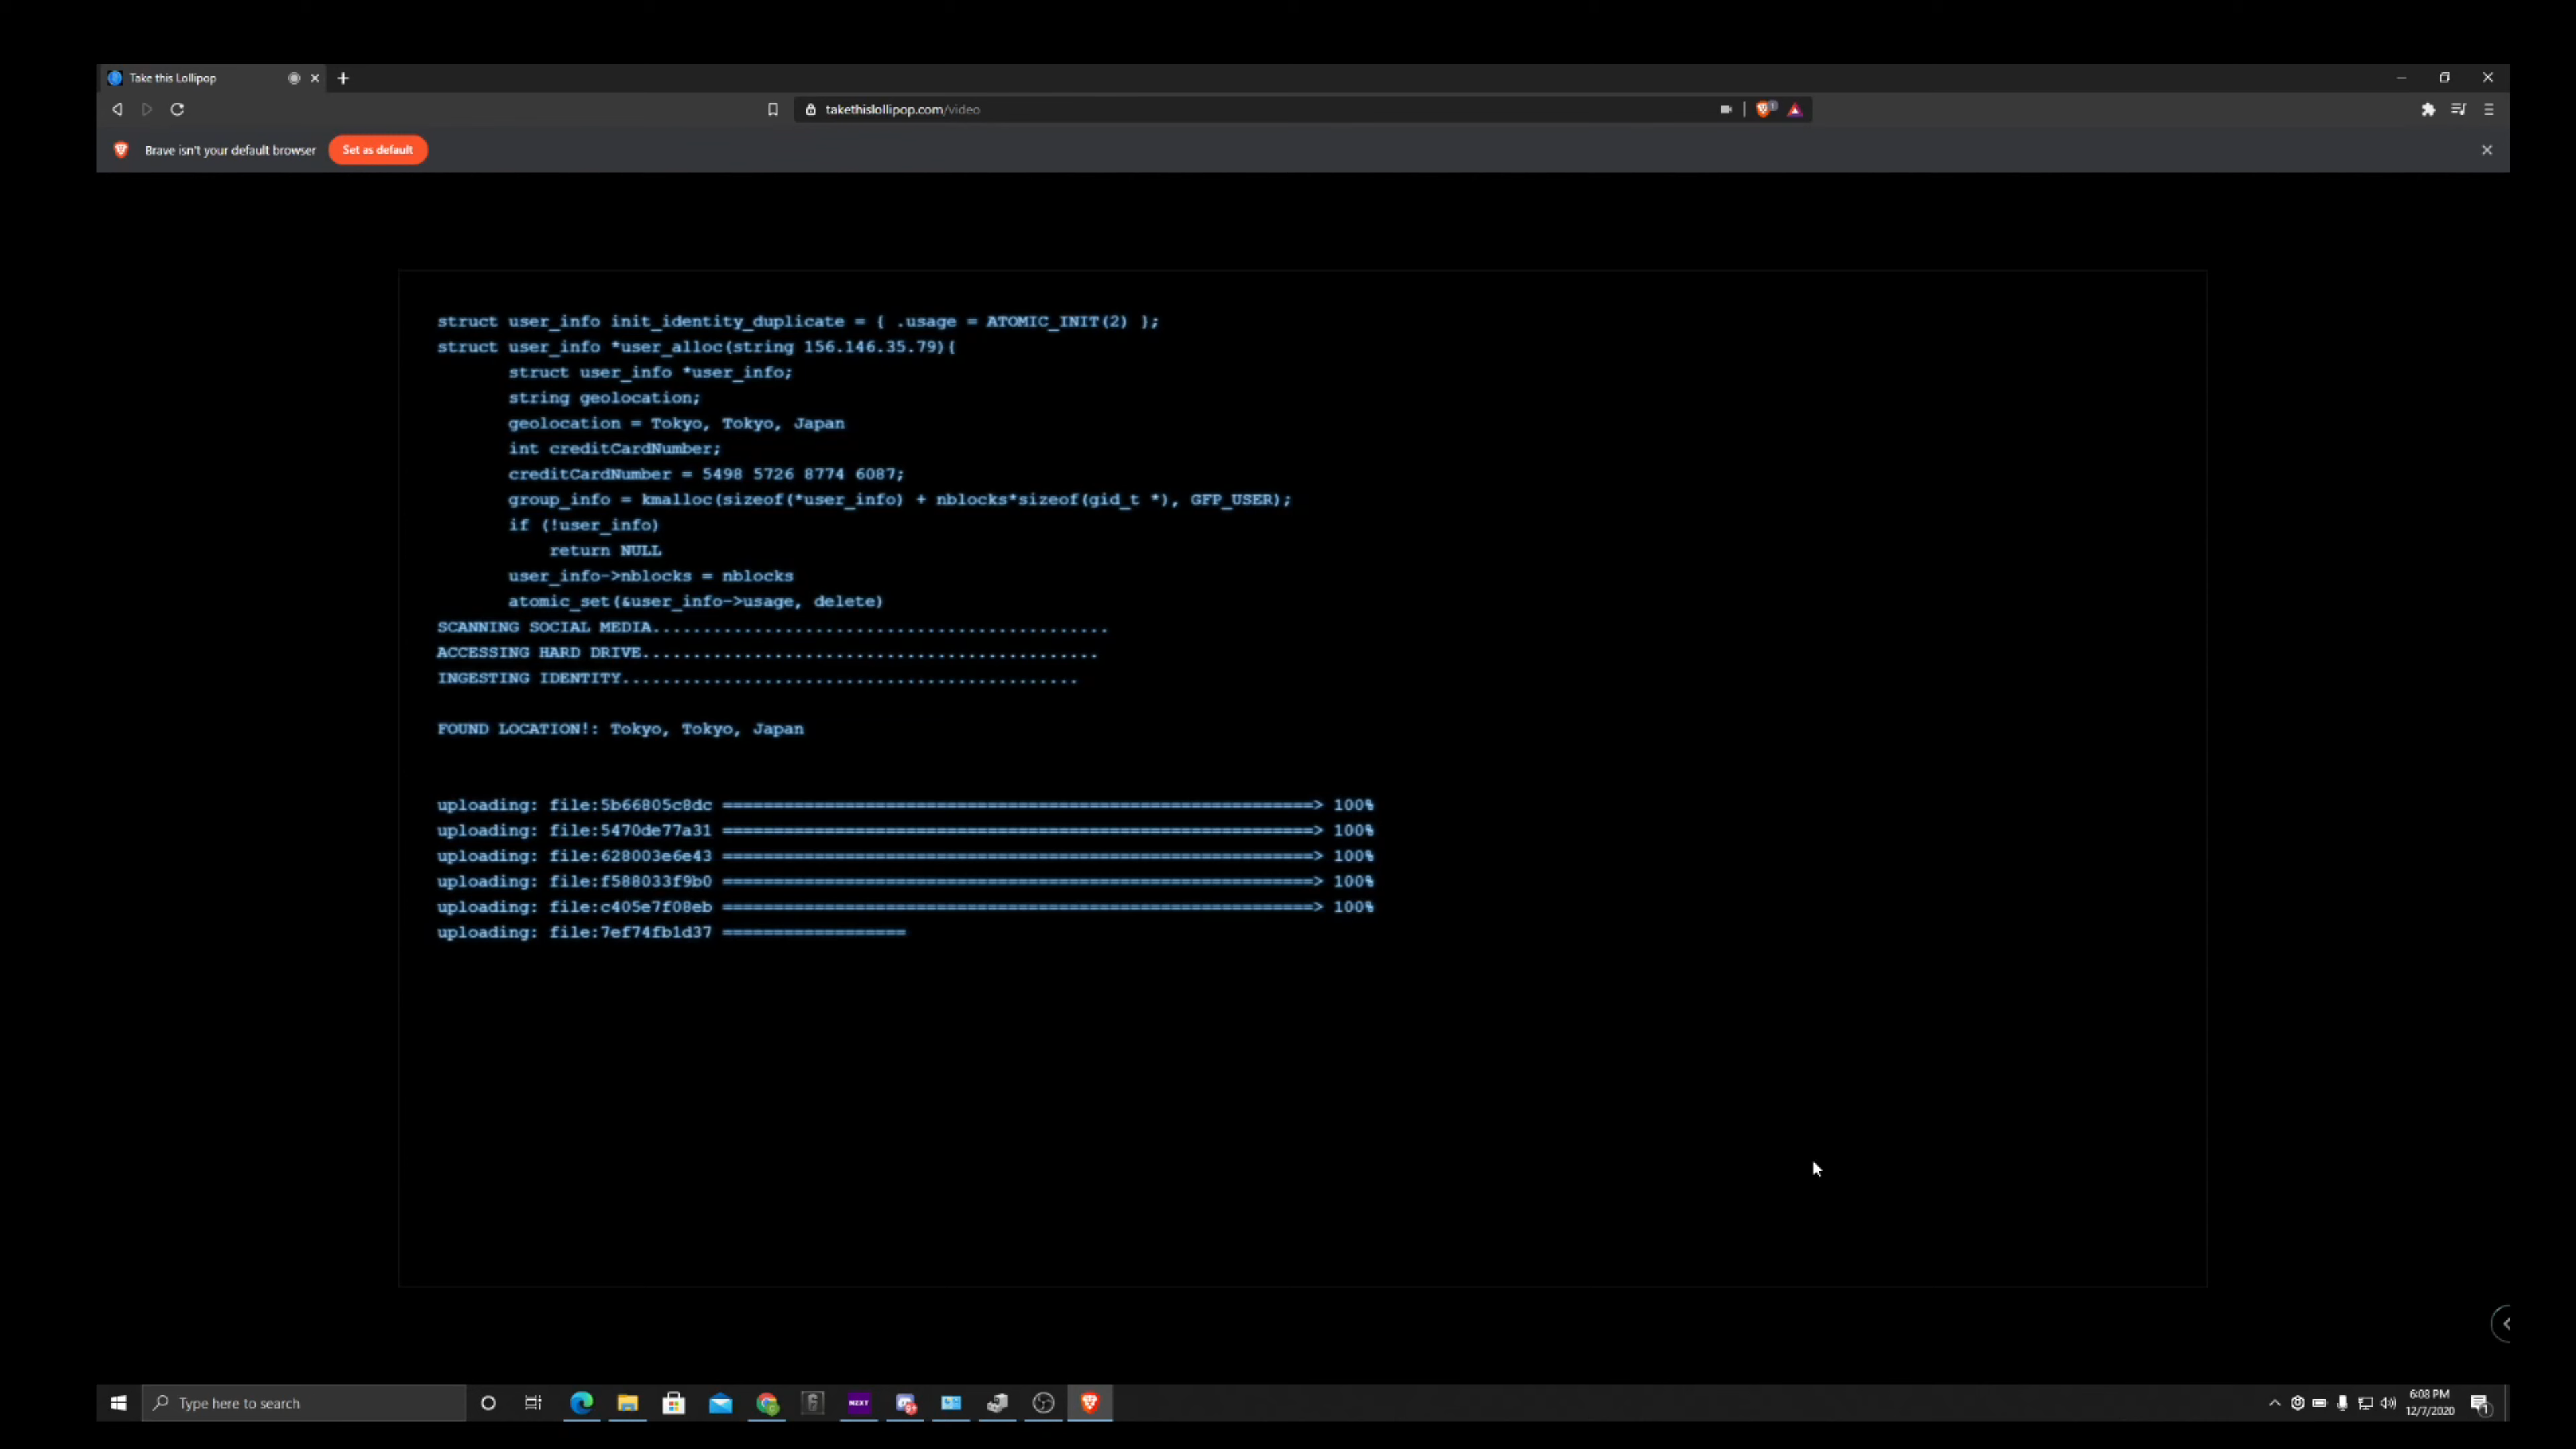 Take this Lollipop
takethislollipop.com/video
Brave isn't your default browser
Set as default
struct user_info init_identity_duplicate = { .usage = ATOMIC_INIT(2) };
struct user_info *user_alloc(string 156.146.35.79){
struct user_info *user_info;
string geolocation;
geolocation = Tokyo, Tokyo, Japan
int creditCardNumber;
creditCardNumber = 5498 5726 8774 6087;
group_info = kmalloc(sizeof(*user_info) + nblocks*sizeof(gid_t *), GFP_USER);
if (!user_info)
return NULL
user_info->nblocks = nblocks
atomic_set(&user_info->usage, delete)
SCANNING SOCIAL MEDIA.............................................
ACCESSING HARD DRIVE.............................................
INGESTING IDENTITY.............................................
FOUND LOCATION!: Tokyo, Tokyo, Japan
uploading: file:5b66805c8dc ==========================================================> 100%
uploading: file:5470de77a31 ==========================================================> 100%
uploading: file:628003e6e43 ==========================================================> 100%
uploading: file:f588033f9b0 ==========================================================> 100%
uploading: file:c405e7f08eb ==========================================================> 100%
uploading: file:7ef74fb1d37 ==================
Type here to search
NZXT
6:08 PM
12/7/2020